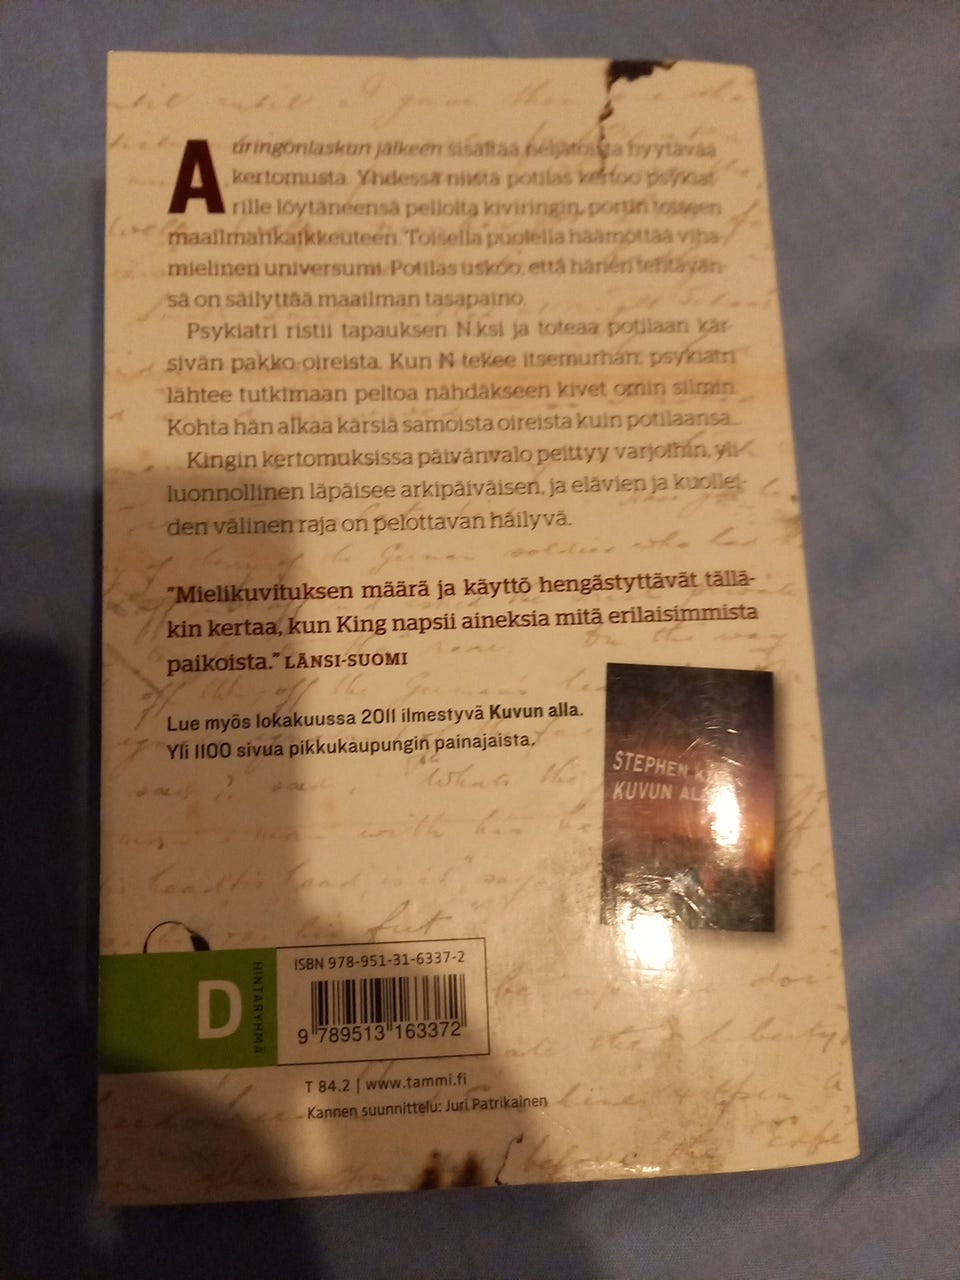 Auringonlaskun jälkeen sisältää neljätoista hyytävää
kertomusta. Yhdessä niistä potilas kertoo psykiat-
rille löytäneensä pellolta kiviringin, portin toiseen
maailmankaikkeuteen. Toisella puolella häämöttää viha-
mielinen universumi. Potilas uskoo, että hänen tehtävän-
sä on säilyttää maailman tasapaino.
Psykiatri ristii tapauksen N:ksi ja toteaa potilaan kär-
sivän pakko-oireista. Kun N tekee itsemurhan, psykiatri
lähtee tutkimaan peltoa nähdäkseen kivet omin silmin.
Kohta hän alkaa kärsiä samoista oireista kuin potilaansa...
Kingin kertomuksissa päivänvalo peittyy varjoihin, yli-
luonnollinen läpäisee arkipäiväisen, ja elävien ja kuollei-
den välinen raja on pelottavan häilyvä.
"Mielikuvituksen määrä ja käyttö hengästyttävät tällä-
kin kertaa, kun King napsii aineksia mitä erilaisimmista
paikoista." LÄNSI-SUOMI
Lue myös lokakuussa 2011 ilmestyvä Kuvun alla.
Yli 1100 sivua pikkukaupungin painajaista.
STEPHEN
KUVUN
D
HINTARYHMÄ
ISBN 978-951-31-6337-2
9 789513 163372
T 84.2 | www.tammi.fi
Kannen suunnittelu: Juri Patrikainen